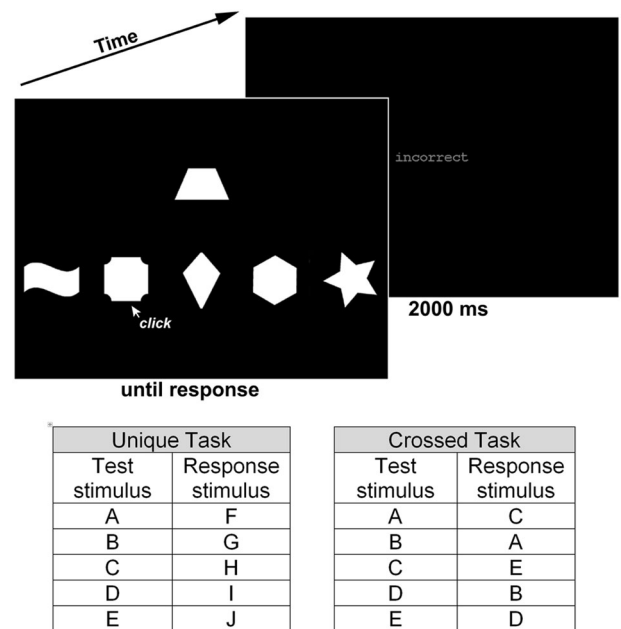 Time
incorrect
click
2000 ms
until response
Unique Task
Test stimulus Response stimulus
A F
B G
C H
D I
E J
Crossed Task
Test stimulus Response stimulus
A C
B A
C E
D B
E D